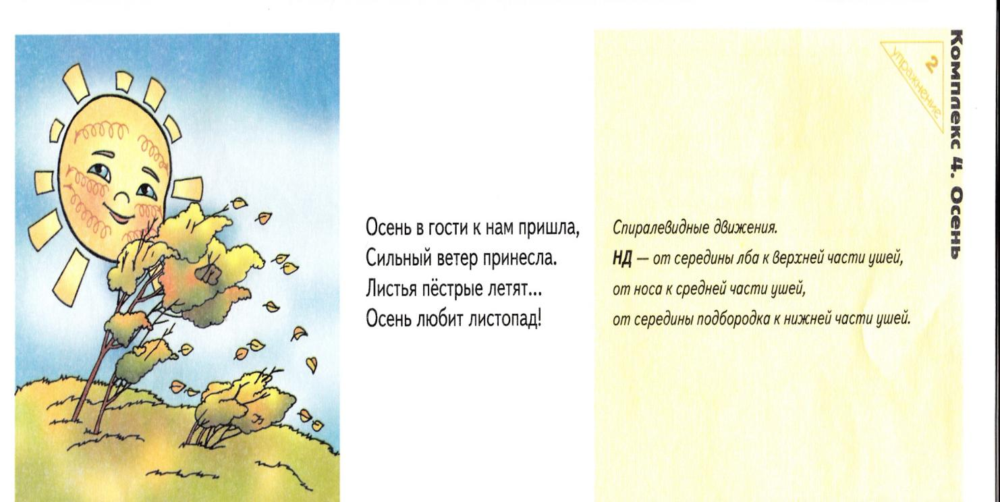 Комплекс 4. Осень
2
упражнение
Осень в гости к нам пришла,
Сильный ветер принесла.
Листья пёстрые летят...
Осень любит листопад!
Спиралевидные движения.
НД — от середины лба к верхней части ушей,
от носа к средней части ушей,
от середины подбородка к нижней части ушей.